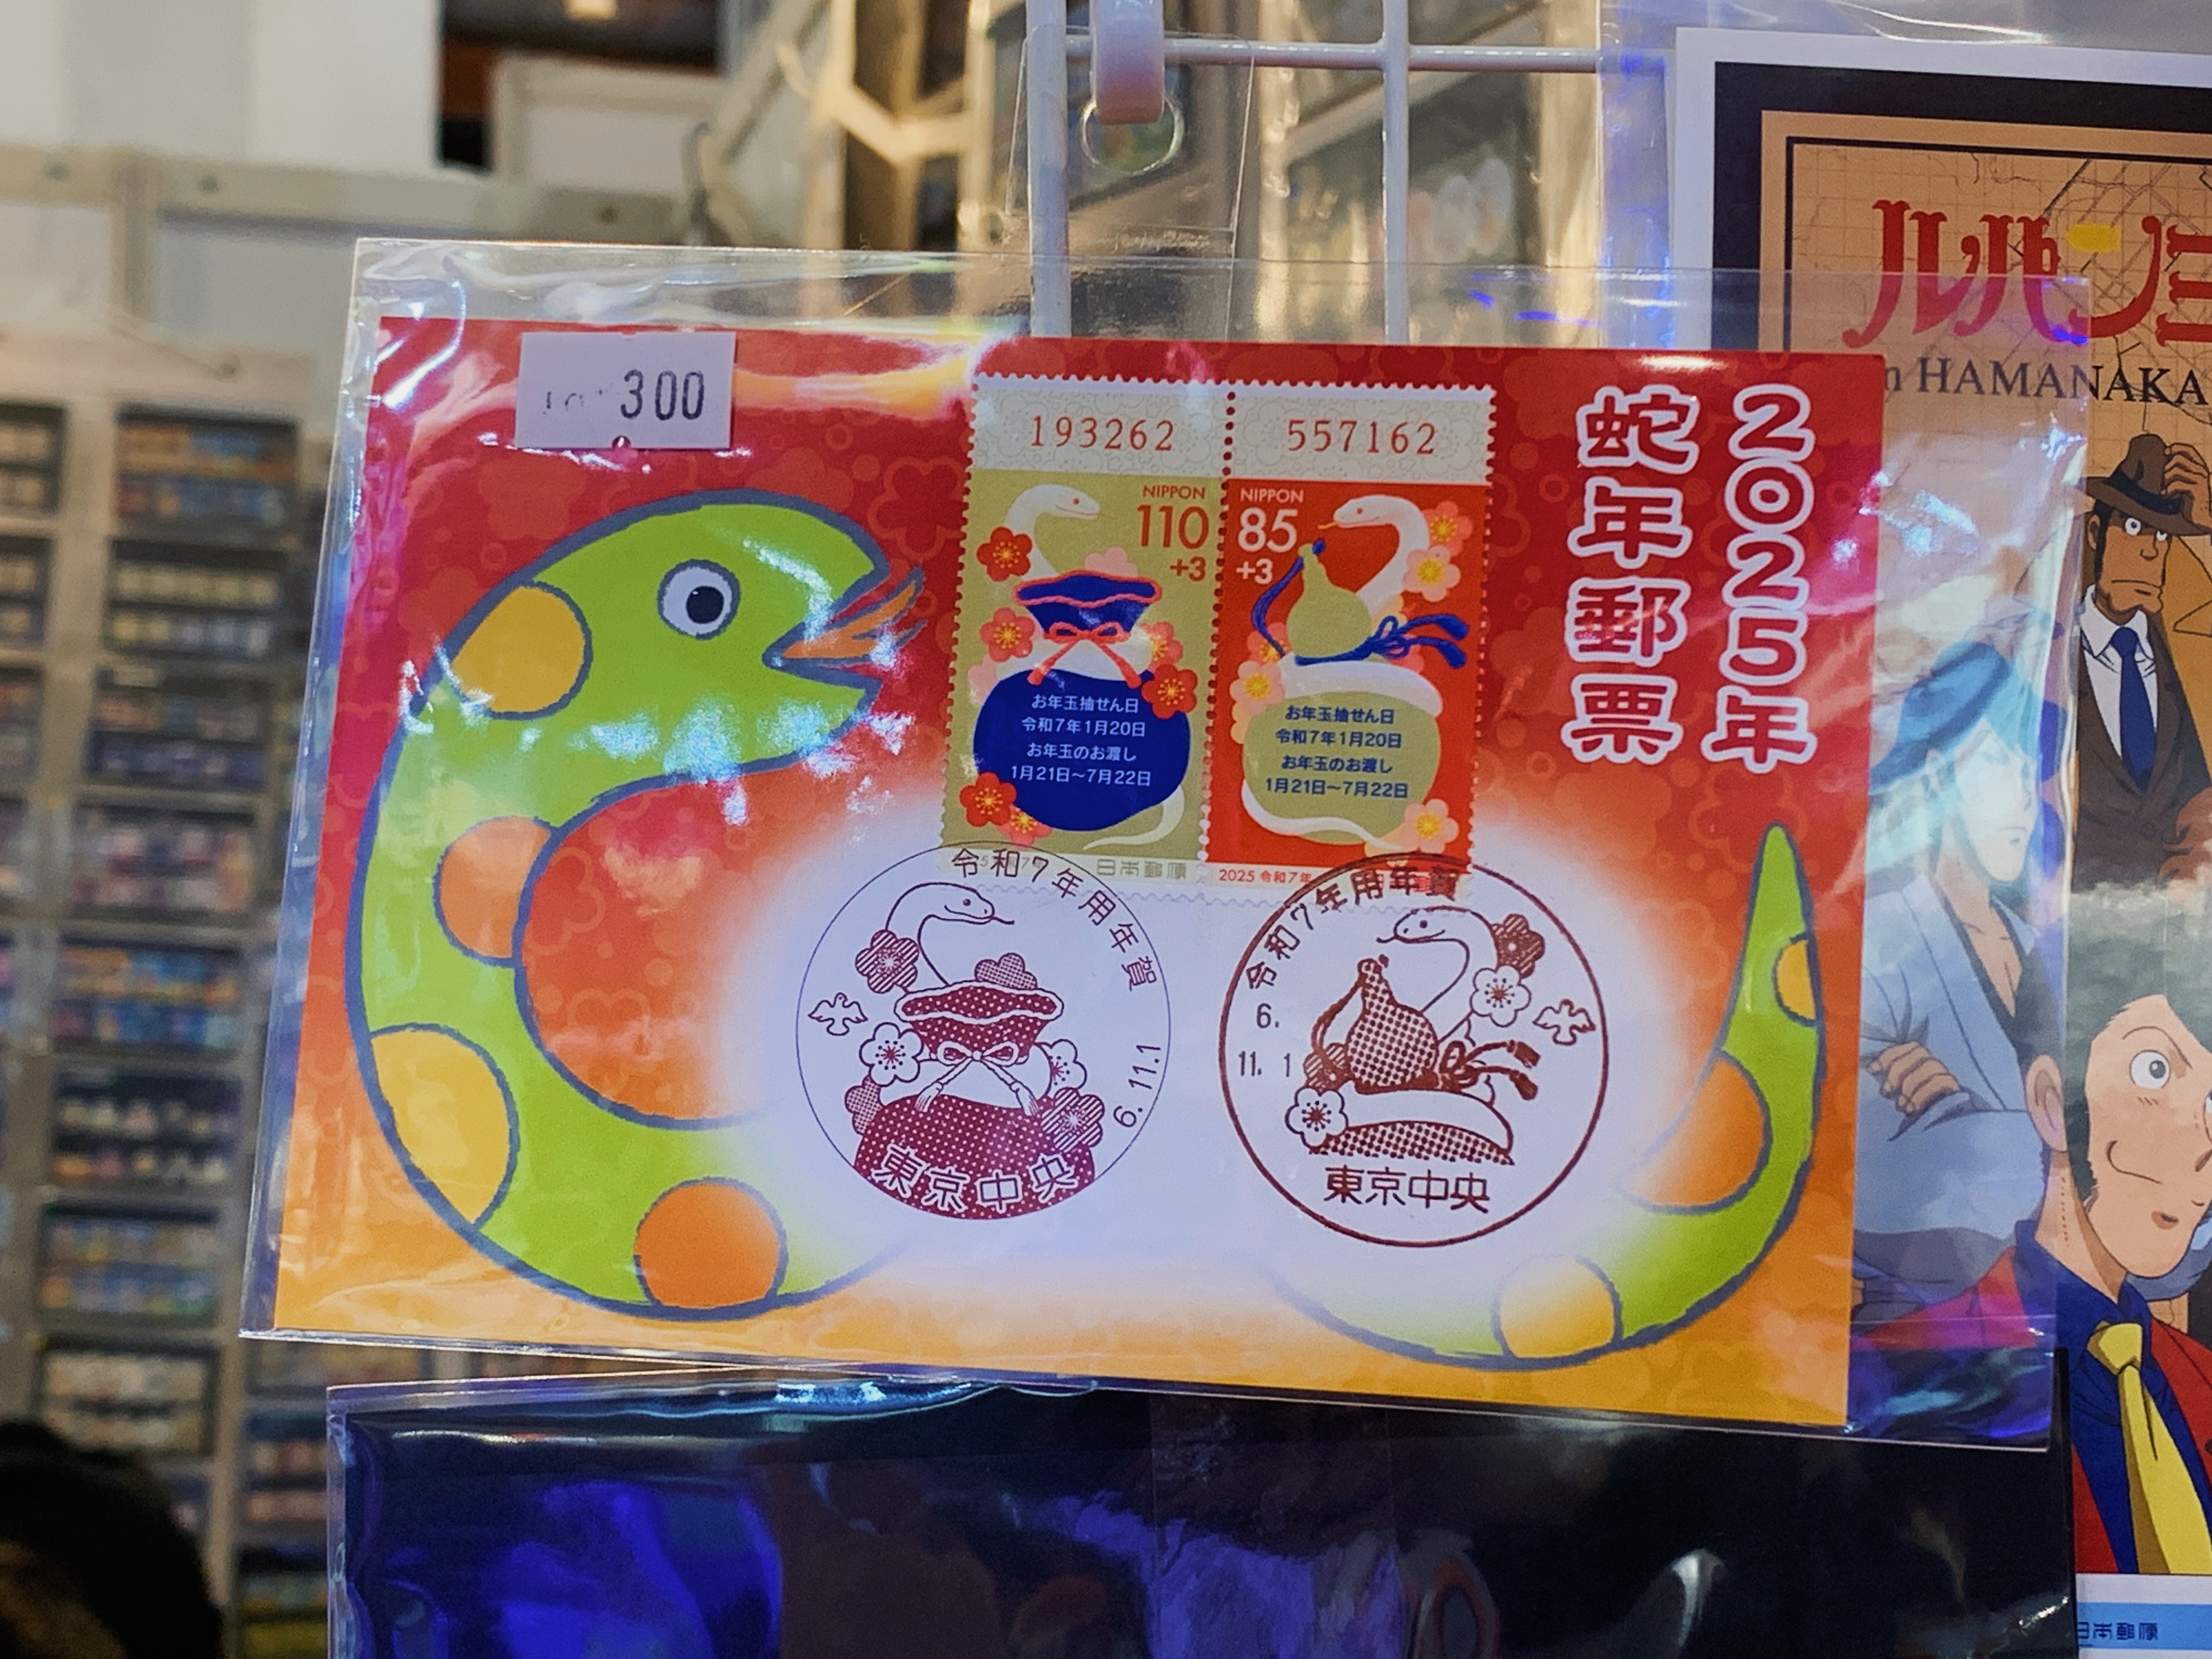 300
193262
557162
NIPPON
110
+3
NIPPON
85
+3
お年玉抽せん日
令和7年1月20日
お年玉のお渡し
1月21日〜7月22日
お年玉抽せん日
令和7年1月20日
お年玉のお渡し
1月21日〜7月22日
日本郵便
2025 令和7年
2025年
蛇年郵票
令和7年用年賀
6.11.1
東京中央
令和7年用年賀
6.
11. 1
東京中央
ルパン三
HAMANAKA
日本郵便